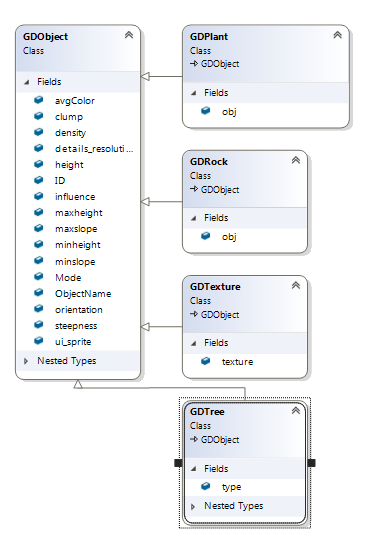 GDObject
Class
Fields
avgColor
clump
density
details_resoluti...
height
ID
influence
maxheight
maxslope
minheight
minslope
Mode
ObjectName
orientation
steepness
ui_sprite
Nested Types
GDPlant
Class
GDObject
Fields
obj
GDRock
Class
GDObject
Fields
obj
GDTexture
Class
GDObject
Fields
texture
GDTree
Class
GDObject
Fields
type
Nested Types